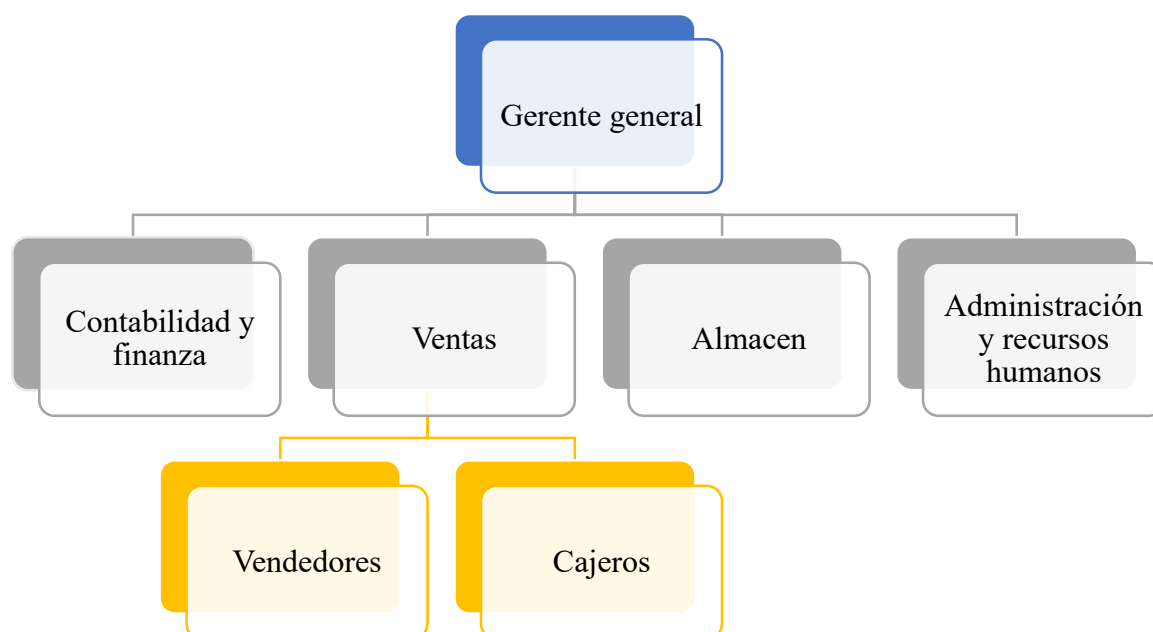 Gerente general
Contabilidad y
finanza
Ventas
Almacen
Administración
y recursos
humanos
Vendedores
Cajeros